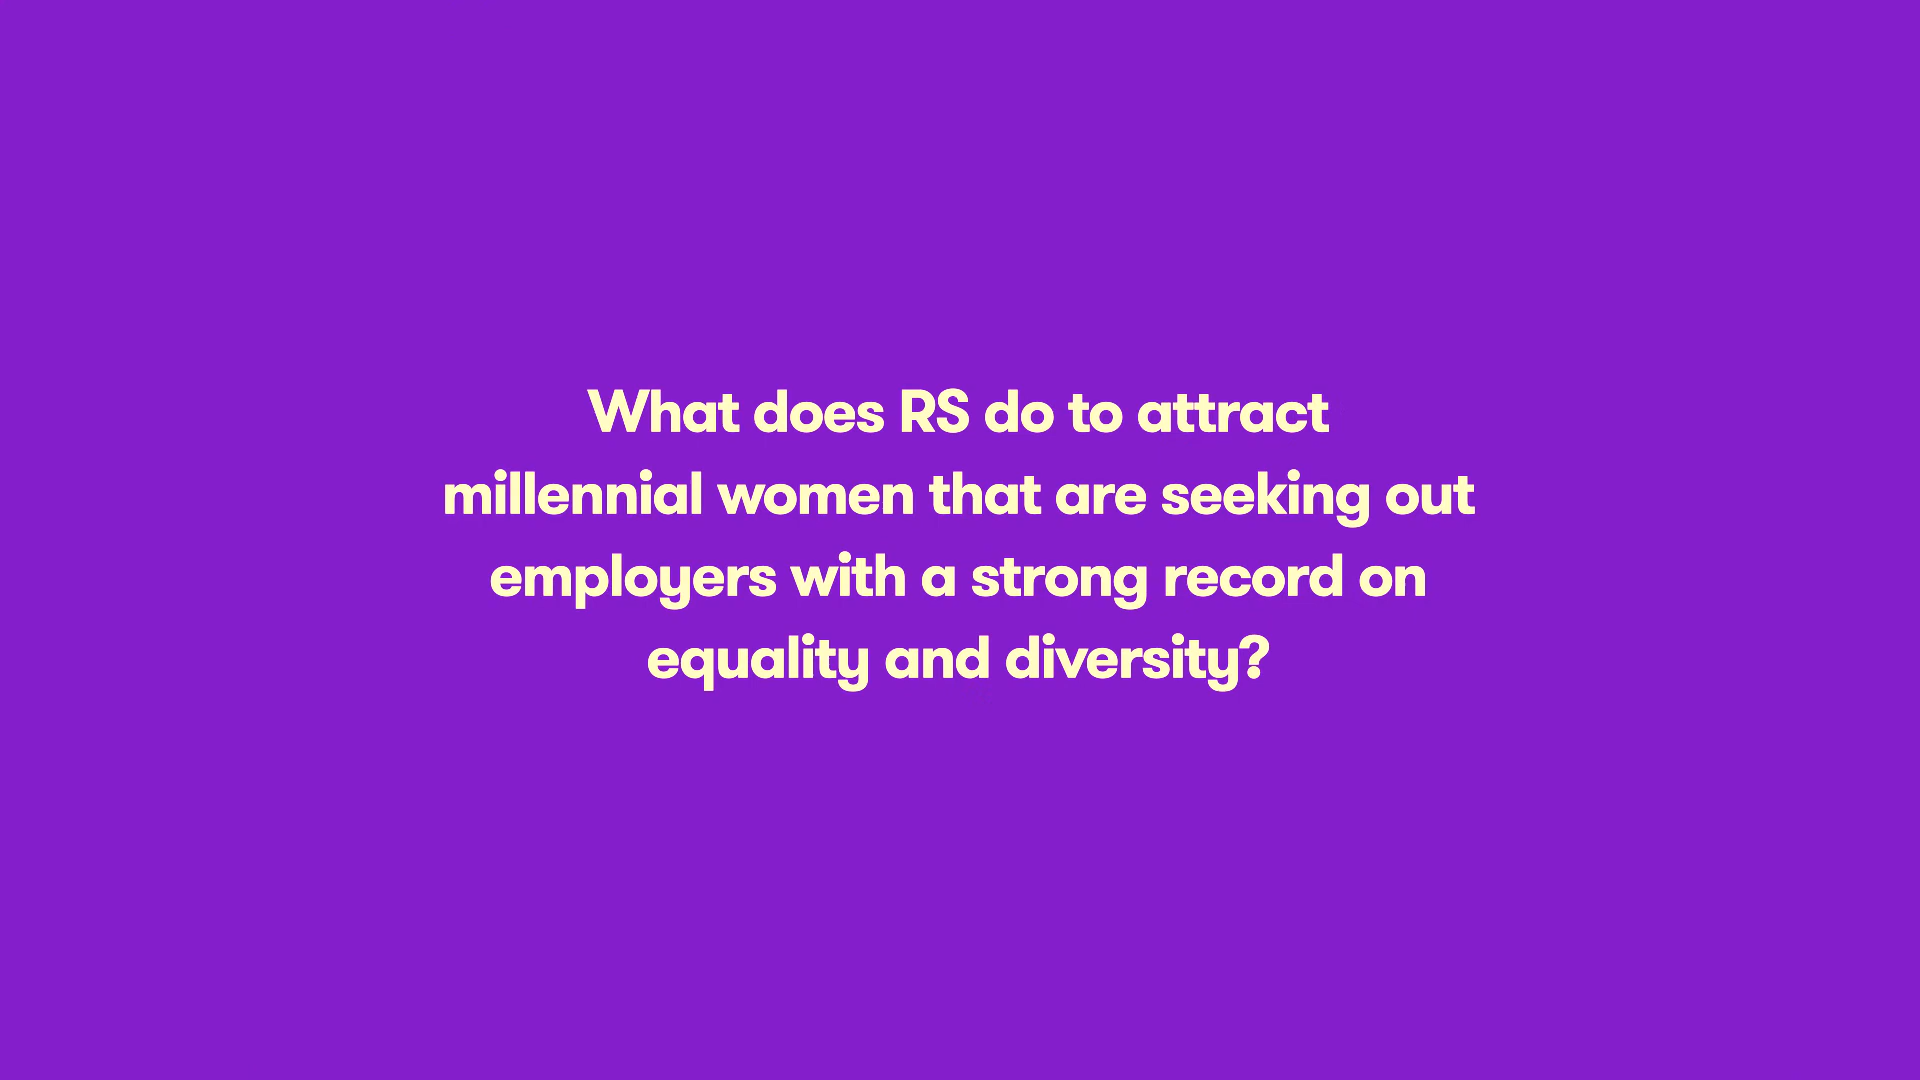 What does RS do to attract
millennial women that are seeking out
employers with a strong record on
equality and diversity?